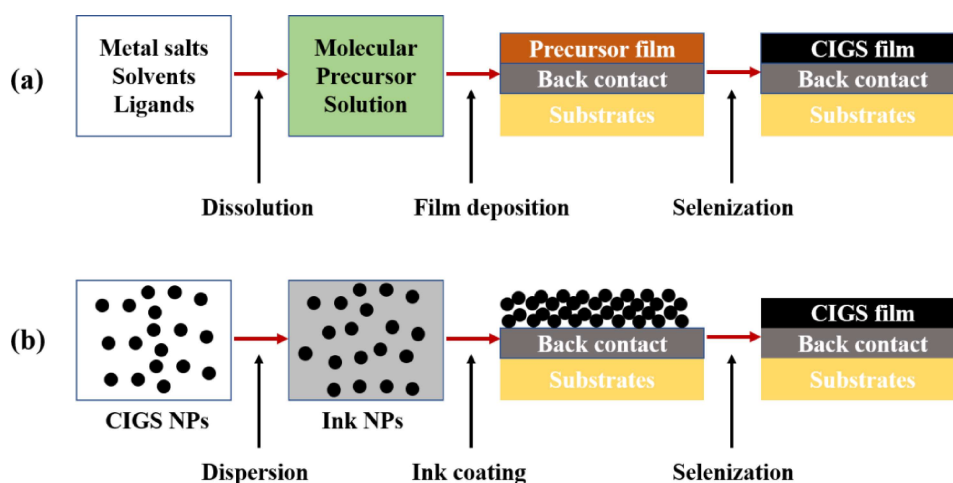 (a)
Metal salts
Solvents
Ligands
Molecular
Precursor
Solution
Precursor film
Back contact
Substrates
CIGS film
Back contact
Substrates
Dissolution
Film deposition
Selenization
(b)
CIGS NPs
Ink NPs
Back contact
Substrates
CIGS film
Back contact
Substrates
Dispersion
Ink coating
Selenization